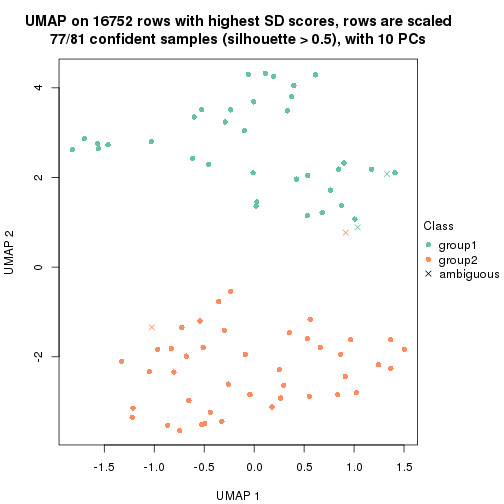 UMAP on 16752 rows with highest SD scores, rows are scaled
77/81 confident samples (silhouette > 0.5), with 10 PCs
4
2
0
-2
UMAP 2
-1.5
-1.0
-0.5
0.0
0.5
1.0
1.5
UMAP 1
Class
group1
group2
ambiguous